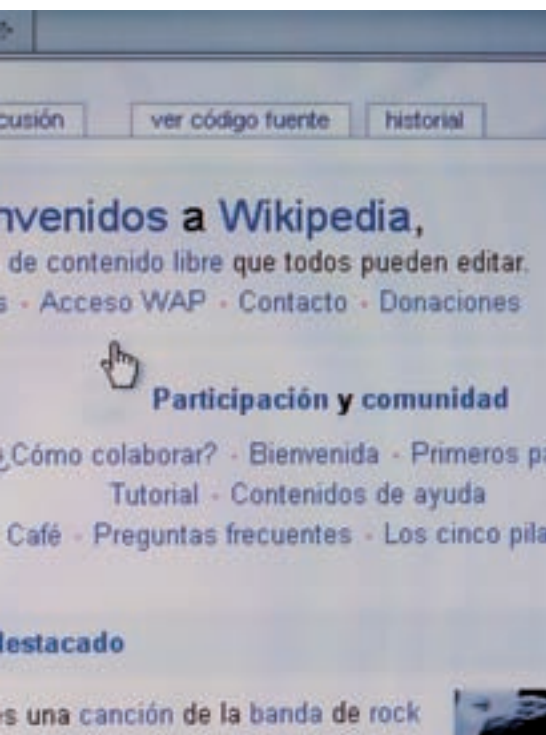 cusión ver código fuente historial
nvenidos a Wikipedia,
de contenido libre que todos pueden editar.
s - Acceso WAP - Contacto - Donaciones
Participación y comunidad
¿Cómo colaborar? - Bienvenida - Primeros pa
Tutorial - Contenidos de ayuda
Café - Preguntas frecuentes - Los cinco pila
destacado
es una canción de la banda de rock